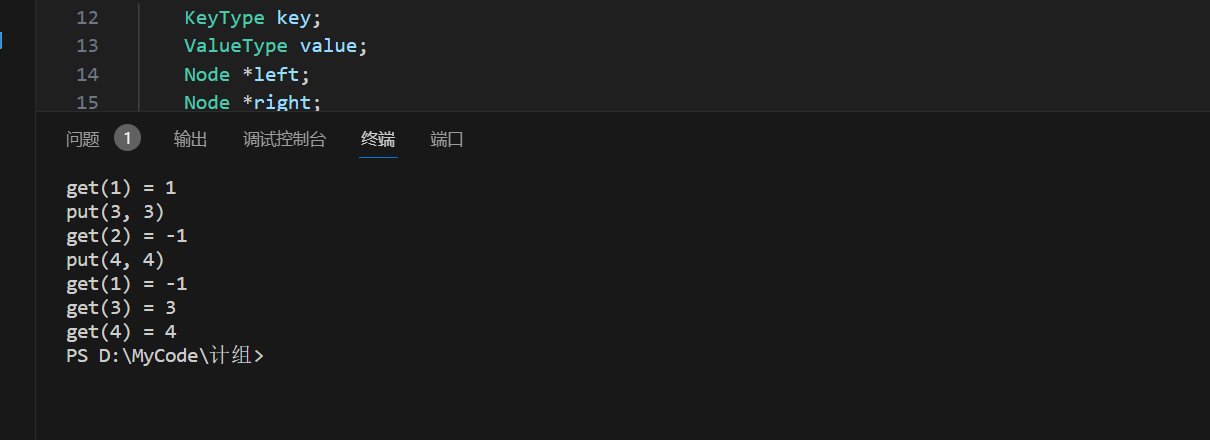 12 KeyType key;
13 ValueType value;
14 Node *left;
15 Node *right;
问题 1 输出 调试控制台 终端 端口
get(1) = 1
put(3, 3)
get(2) = -1
put(4, 4)
get(1) = -1
get(3) = 3
get(4) = 4
PS D:\MyCode\计组>